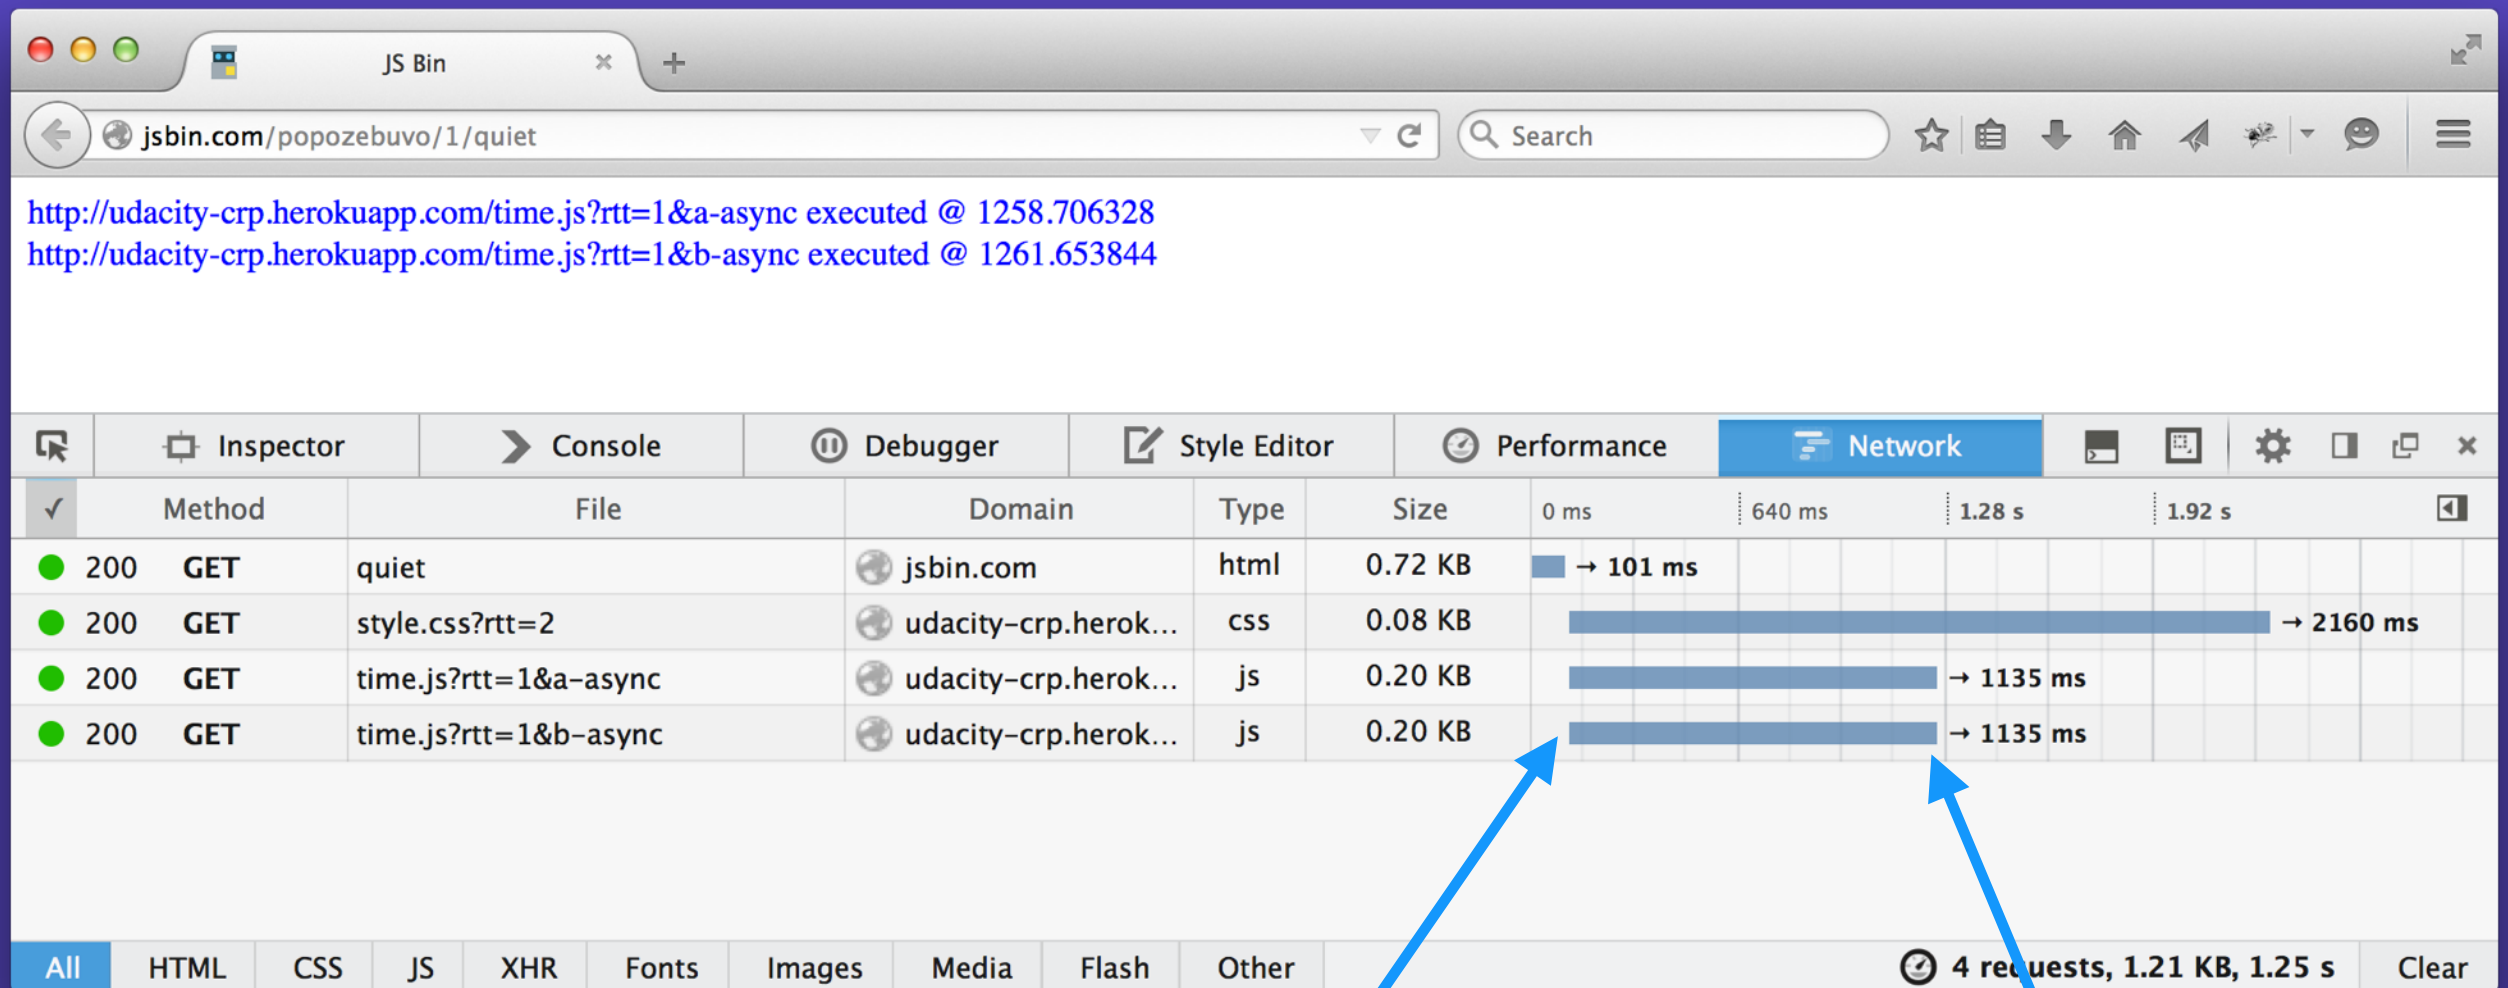 JS Bin
jsbin.com/popozebuvo/1/quiet
Search
http://udacity-crp.herokuapp.com/time.js?rtt=1&a-async executed @ 1258.706328
http://udacity-crp.herokuapp.com/time.js?rtt=1&b-async executed @ 1261.653844
Inspector Console Debugger Style Editor Performance Network
✓ Method File Domain Type Size 0 ms 640 ms 1.28 s 1.92 s
200 GET quiet jsbin.com html 0.72 KB → 101 ms
200 GET style.css?rtt=2 udacity-crp.herok... css 0.08 KB → 2160 ms
200 GET time.js?rtt=1&a-async udacity-crp.herok... js 0.20 KB → 1135 ms
200 GET time.js?rtt=1&b-async udacity-crp.herok... js 0.20 KB → 1135 ms
All HTML CSS JS XHR Fonts Images Media Flash Other 4 requests, 1.21 KB, 1.25 s Clear